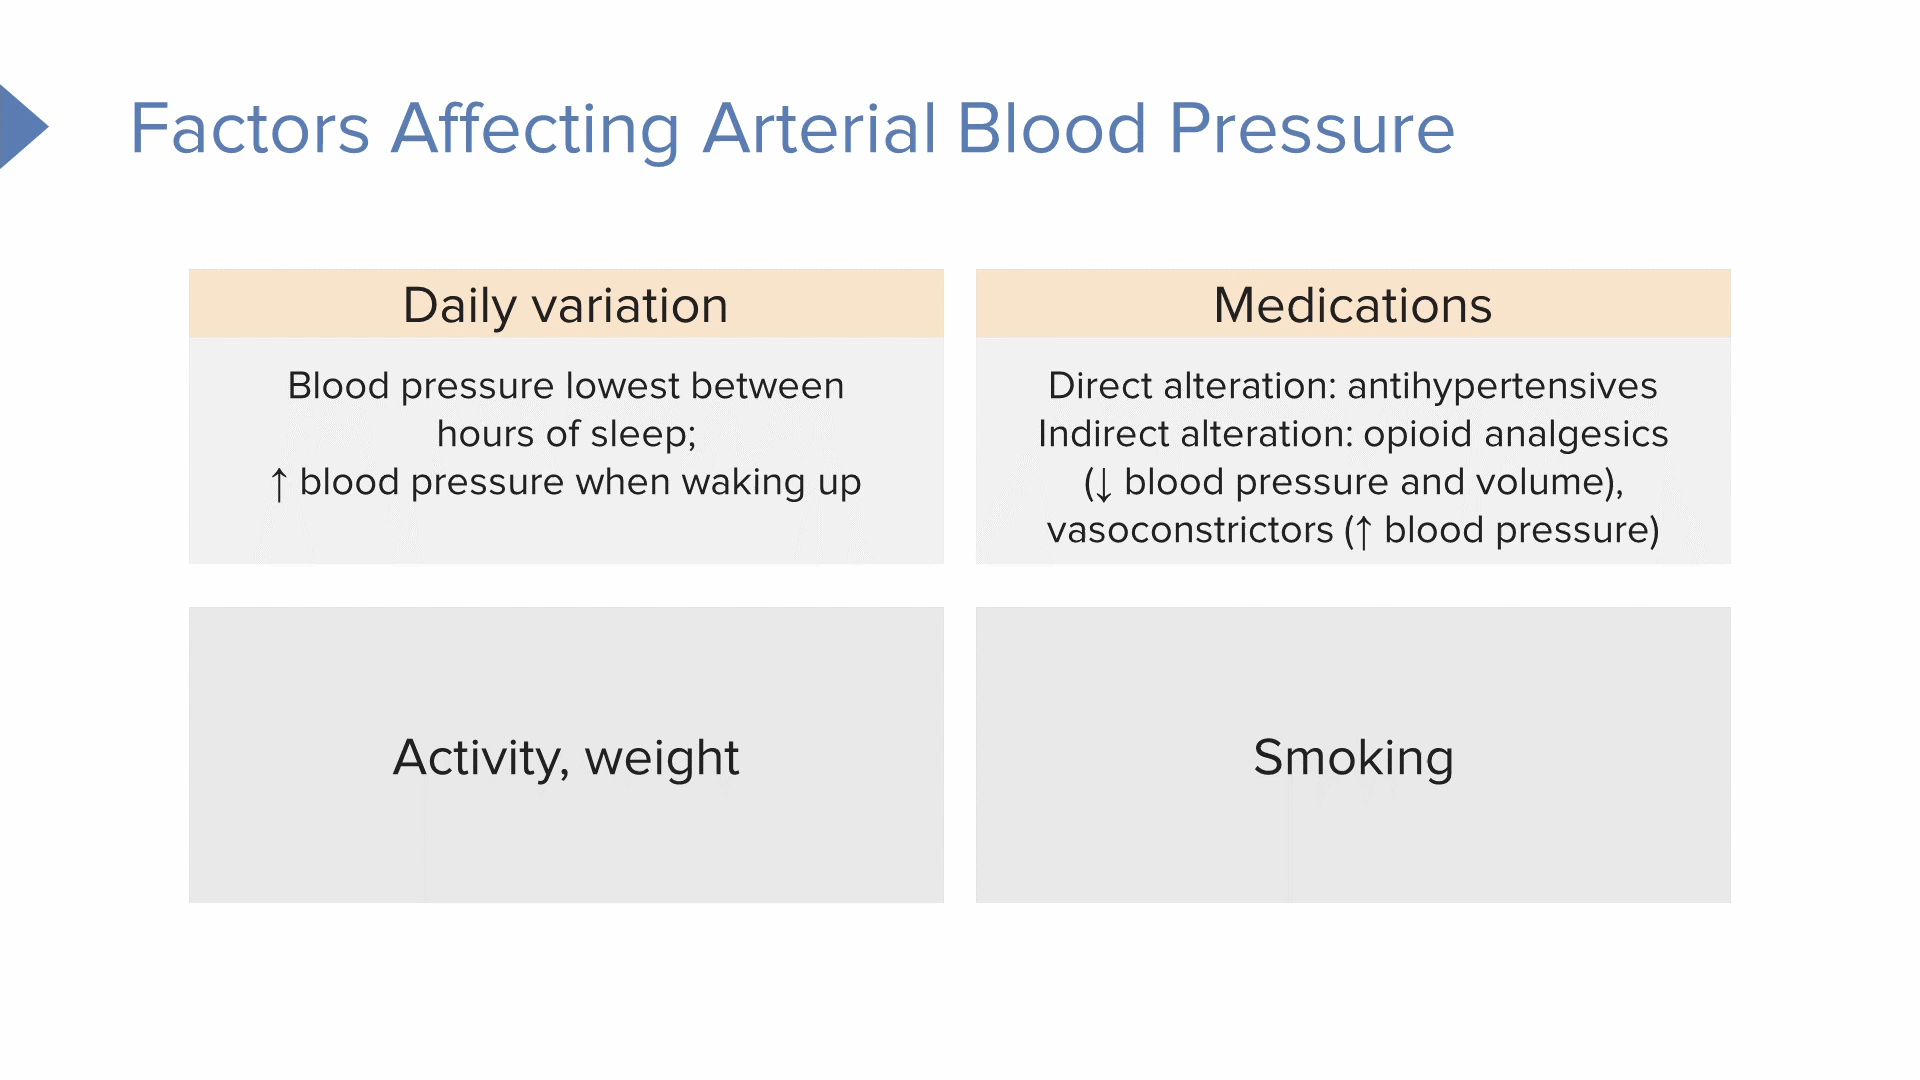 Factors Affecting Arterial Blood Pressure
Daily variation
Blood pressure lowest between
hours of sleep;
↑ blood pressure when waking up
Medications
Direct alteration: antihypertensives
Indirect alteration: opioid analgesics
(↓ blood pressure and volume),
vasoconstrictors (↑ blood pressure)
Activity, weight
Smoking